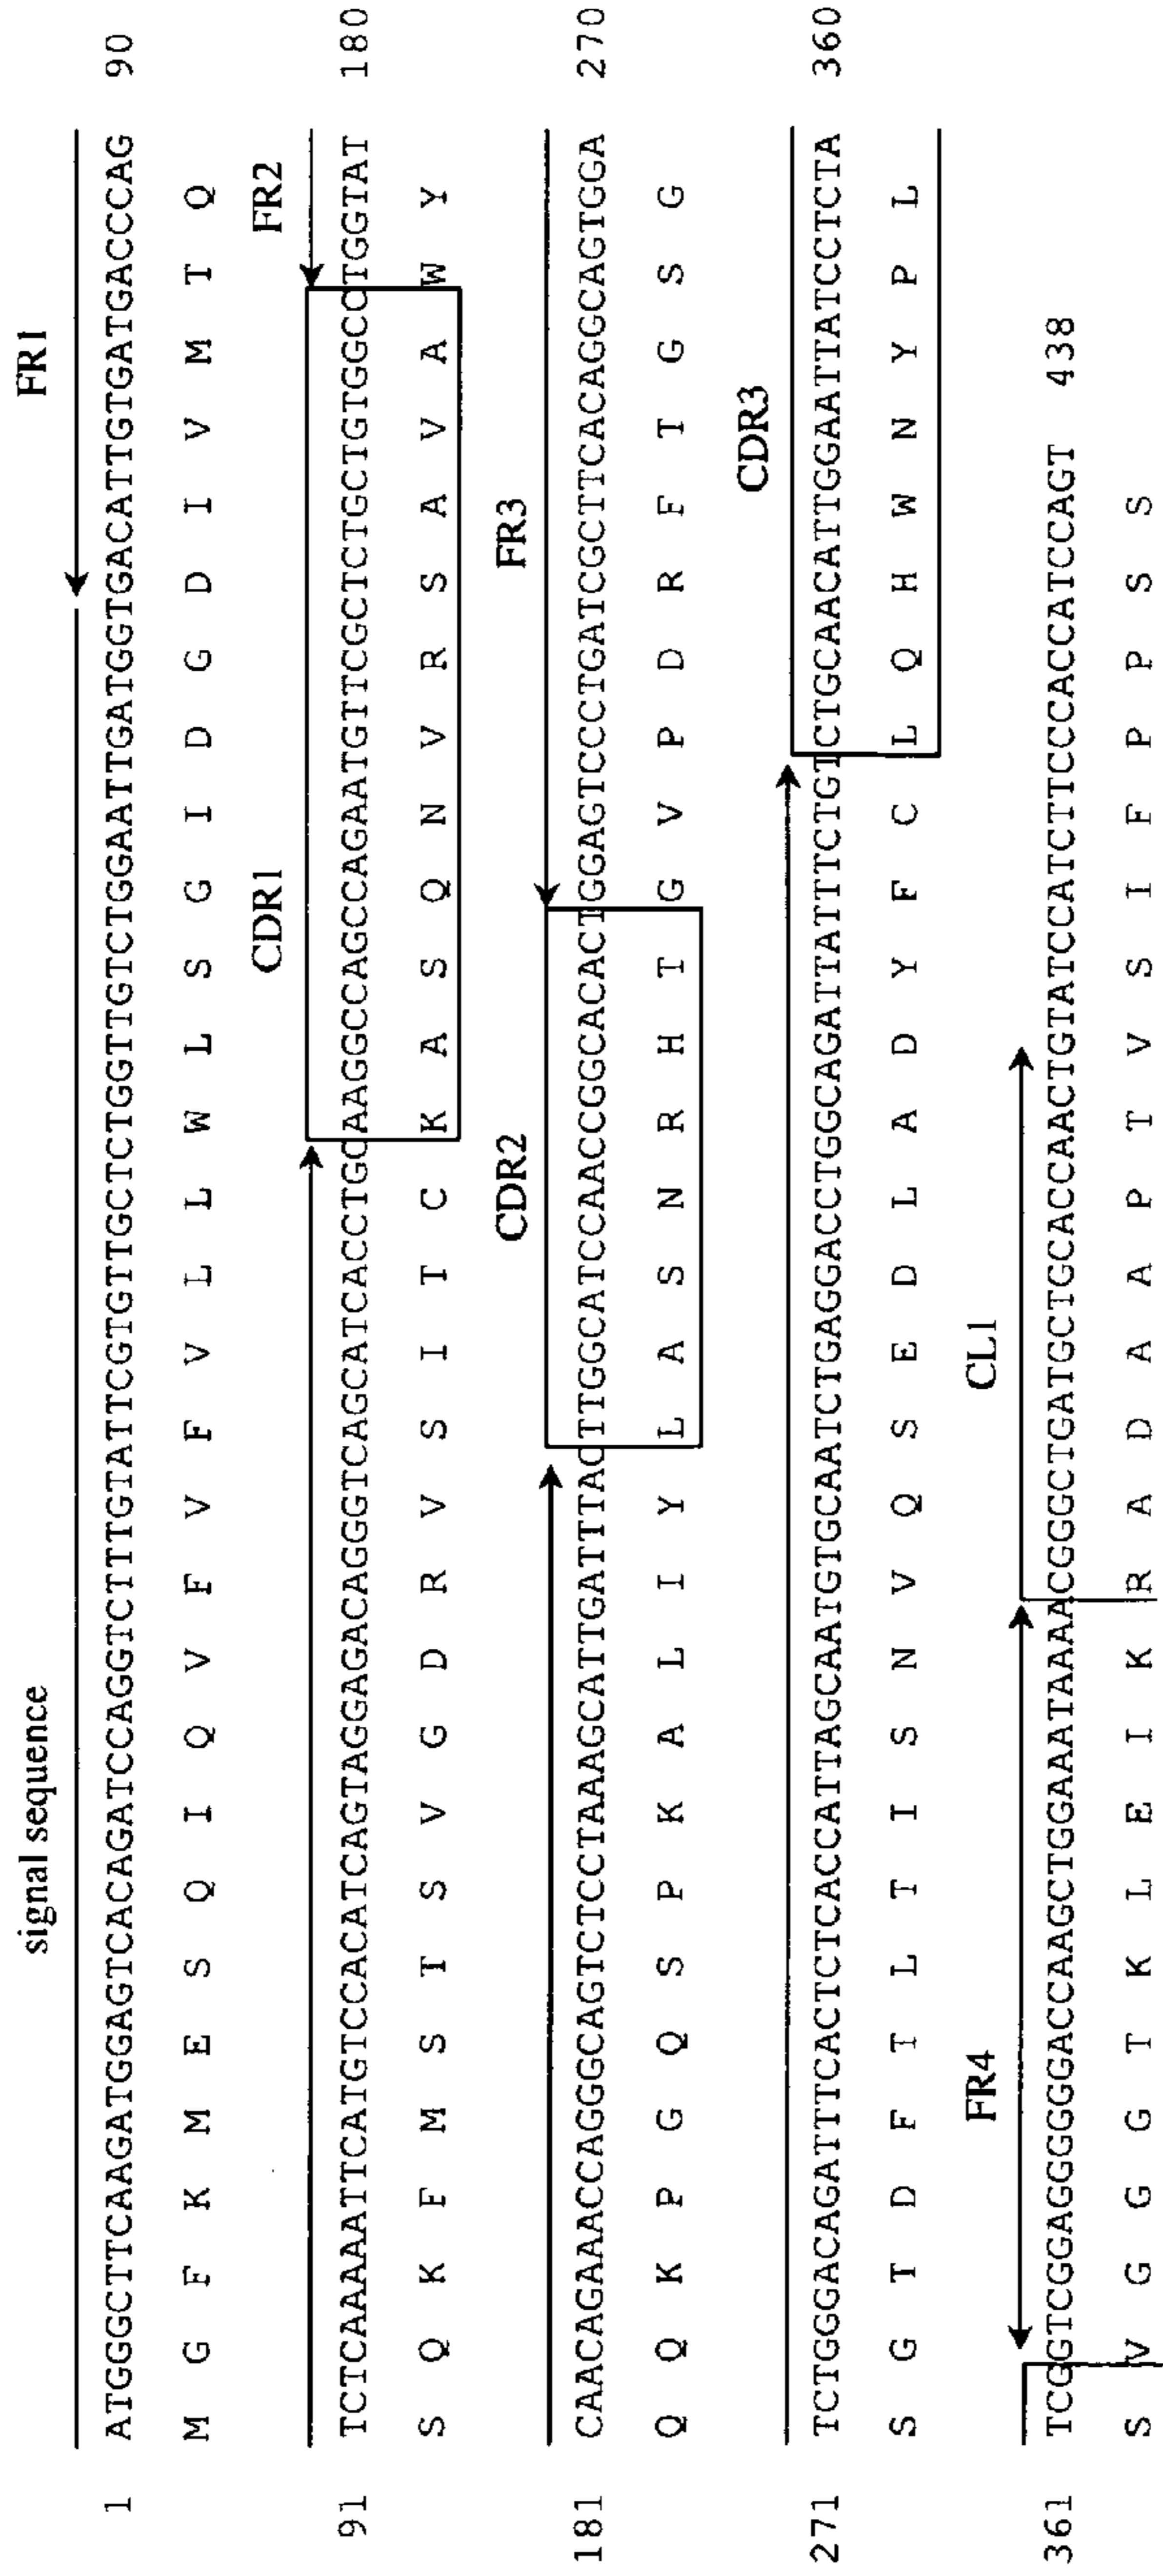 signal sequence FR1
1 ATGGGCTTCAAGATGGAGTCACAGATCCAGGTCTTTGTATTCGTGTTGCTCTGGTTGTCTGGAATTGATGGTGACATTGTGATGACCCAG 90
M G F K M E S Q I Q V F V F V L L W L S G I D G D I V M T Q
CDR1 FR2
91 TCTCAAAAATTCATGTCCACATCAGTAGGAGACAGGGTCAGCATCACCTGCAAGGCCAGCCAGAATGTTCGCTCTGCTGTGGCCTGGTAT 180
S Q K F M S T S V G D R V S I T C K A S Q N V R S A V A W Y
CDR2 FR3
181 CAACAGAAACCAGGGCAGTCTCCTAAAGCATTGATTTACTTGGCATCCAACCGGCACACTGGAGTCCCTGATCGCTTCACAGGCAGTGGA 270
Q Q K P G Q S P K A L I Y L A S N R H T G V P D R F T G S G
CDR3
271 TCTGGGACAGATTTCACTCTCACCATTAGCAATGTGCAATCTGAGGACCTGGCAGATTATTTCTGTCTGCAACATTGGAATTATCCTCTA 360
S G T D F T L T I S N V Q S E D L A D Y F C L Q H W N Y P L
FR4 CL1
361 TCGGTCGGAGGGGGGACCAAGCTGGAAATAAAACGGGCTGATGCTGCACCAACTGTATCCATCTTCCCACCATCCAGT 438
S V G G G T K L E I K R A D A A P T V S I F P P S S